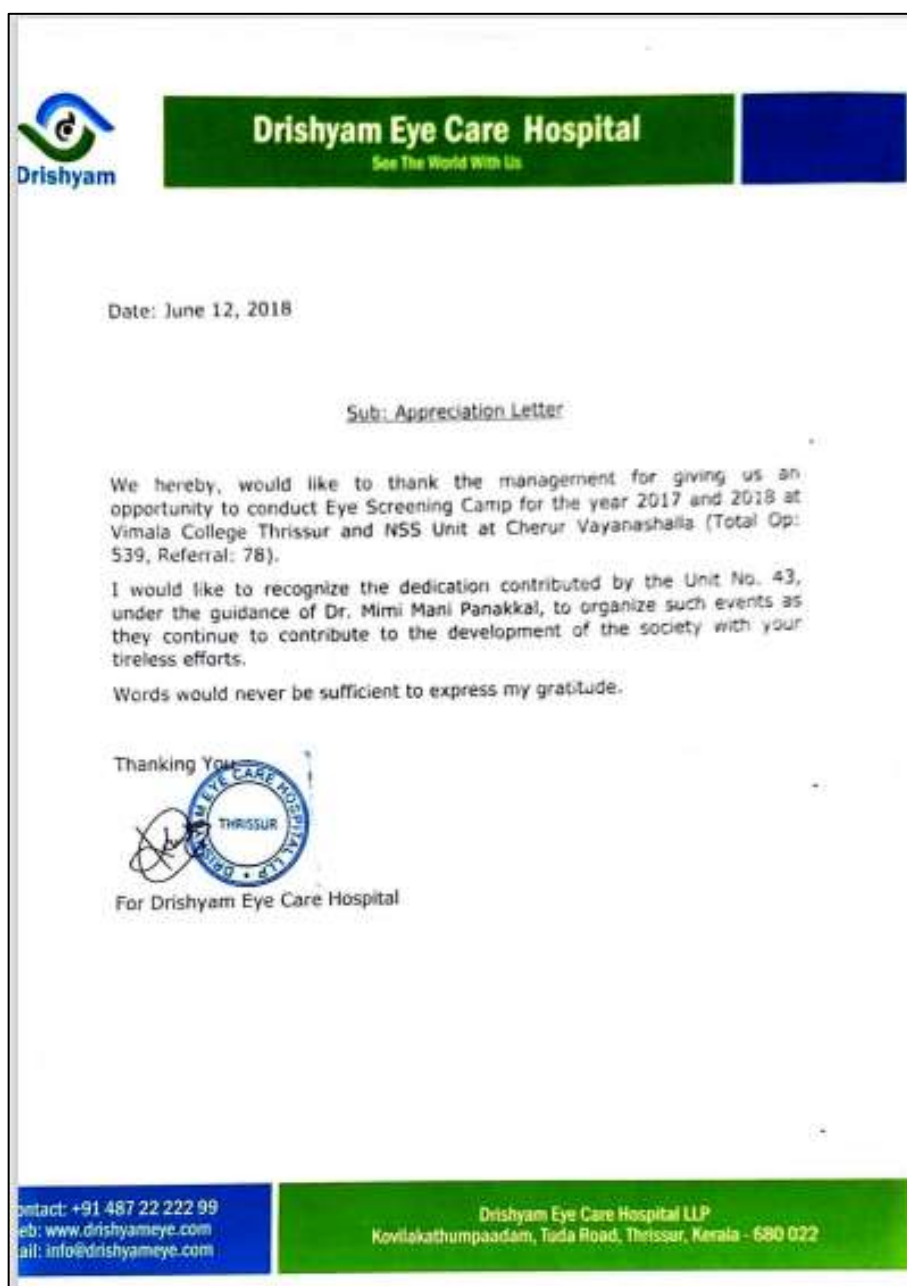 Drishyam
Drishyam Eye Care Hospital
See The World With Us
Date: June 12, 2018
Sub: Appreciation Letter
We hereby, would like to thank the management for giving us an
opportunity to conduct Eye Screening Camp for the year 2017 and 2018 at
Vimala College Thrissur and NSS Unit at Cherur Vayanashalla (Total Op:
539, Referral: 78).
I would like to recognize the dedication contributed by the Unit No. 43,
under the guidance of Dr. Mimi Mani Panakkal, to organize such events as
they continue to contribute to the development of the society with your
tireless efforts.
Words would never be sufficient to express my gratitude.
Thanking You
DRISHYAM EYE CARE HOSPITAL LLP
THRISSUR
For Drishyam Eye Care Hospital
ontact: +91 487 22 222 99
eb: www.drishyameye.com
ail: info@drishyameye.com
Drishyam Eye Care Hospital LLP
Kovilakathumpaadam, Tuda Road, Thrissur, Kerala - 680 022